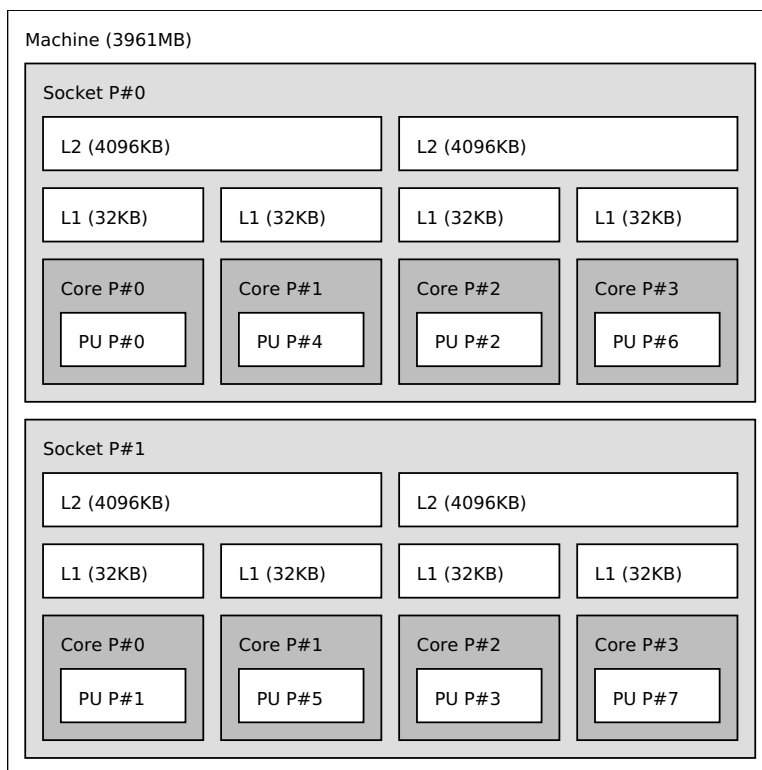 Machine (3961MB)
Socket P#0
L2 (4096KB) L2 (4096KB)
L1 (32KB) L1 (32KB) L1 (32KB) L1 (32KB)
Core P#0 Core P#1 Core P#2 Core P#3
PU P#0 PU P#4 PU P#2 PU P#6
Socket P#1
L2 (4096KB) L2 (4096KB)
L1 (32KB) L1 (32KB) L1 (32KB) L1 (32KB)
Core P#0 Core P#1 Core P#2 Core P#3
PU P#1 PU P#5 PU P#3 PU P#7